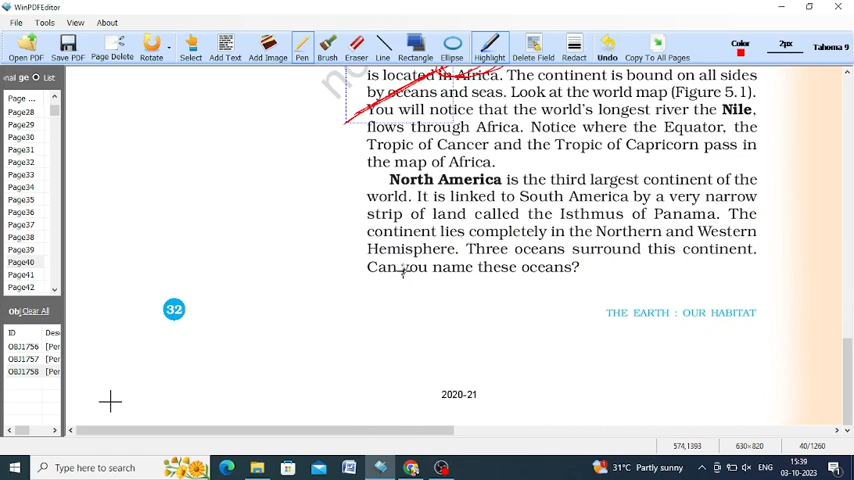 WinPDFEditor
File Tools View About
Open PDF Save PDF Page Delete Rotate Select Add Text Add Image Pen Brush Eraser Line Rectangle Ellipse Highlight Delete Field Redact Undo Copy To All Pages Color 2px Tahoma 9
nail List
Page ...
Page28
Page29
Page30
Page31
Page32
Page33
Page34
Page35
Page36
Page37
Page38
Page39
Page40
Page41
Page42
Obj Clear All
ID Des
OBJ1756 [Per
OBJ1757 [Per
OBJ1758 [Per
is located in Africa. The continent is bound on all sides
by oceans and seas. Look at the world map (Figure 5.1).
You will notice that the world's longest river the Nile,
flows through Africa. Notice where the Equator, the
Tropic of Cancer and the Tropic of Capricorn pass in
the map of Africa.
North America is the third largest continent of the
world. It is linked to South America by a very narrow
strip of land called the Isthmus of Panama. The
continent lies completely in the Northern and Western
Hemisphere. Three oceans surround this continent.
Can you name these oceans?
32
THE EARTH : OUR HABITAT
2020-21
574,1393 630×820 40/1260
Type here to search
31°C Partly sunny
ENG
15:39
03-10-2023